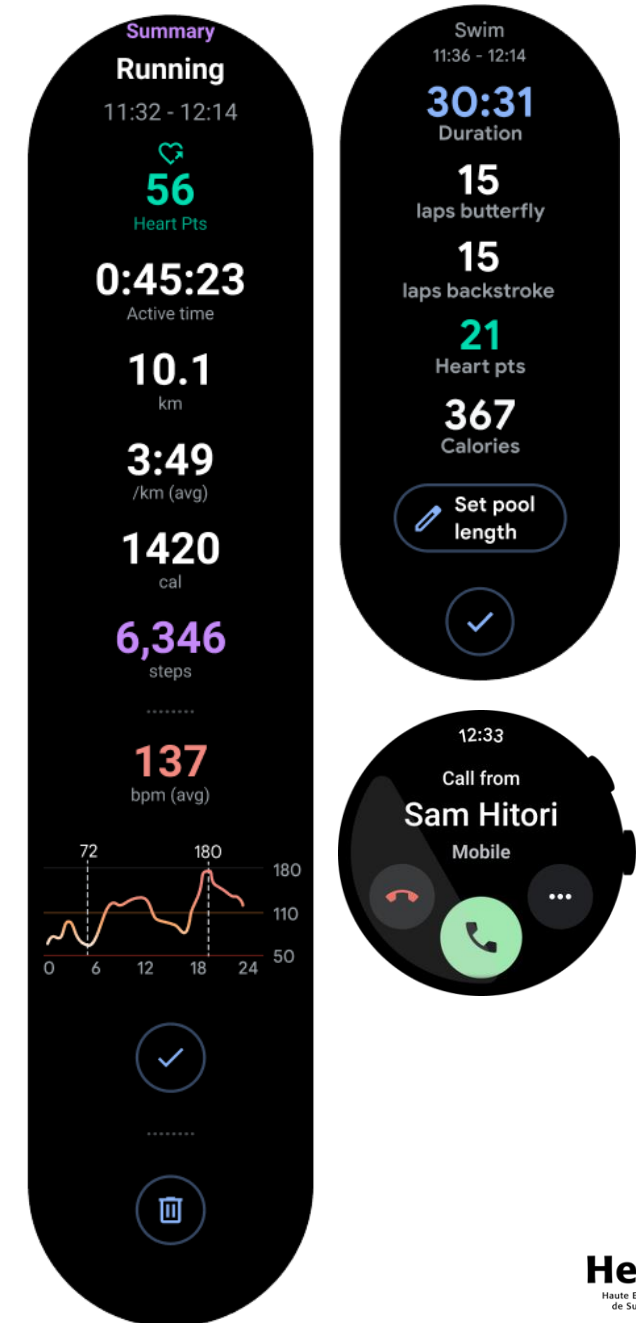 Summary
Running
11:32 - 12:14
56
Heart Pts
0:45:23
Active time
10.1
km
3:49
/km (avg)
1420
cal
6,346
steps
137
bpm (avg)
72 180
180
110
50
0 6 12 18 24
Swim
11:36 - 12:14
30:31
Duration
15
laps butterfly
15
laps backstroke
21
Heart pts
367
Calories
Set pool
length
12:33
Call from
Sam Hitori
Mobile
He
Haute E
de Su